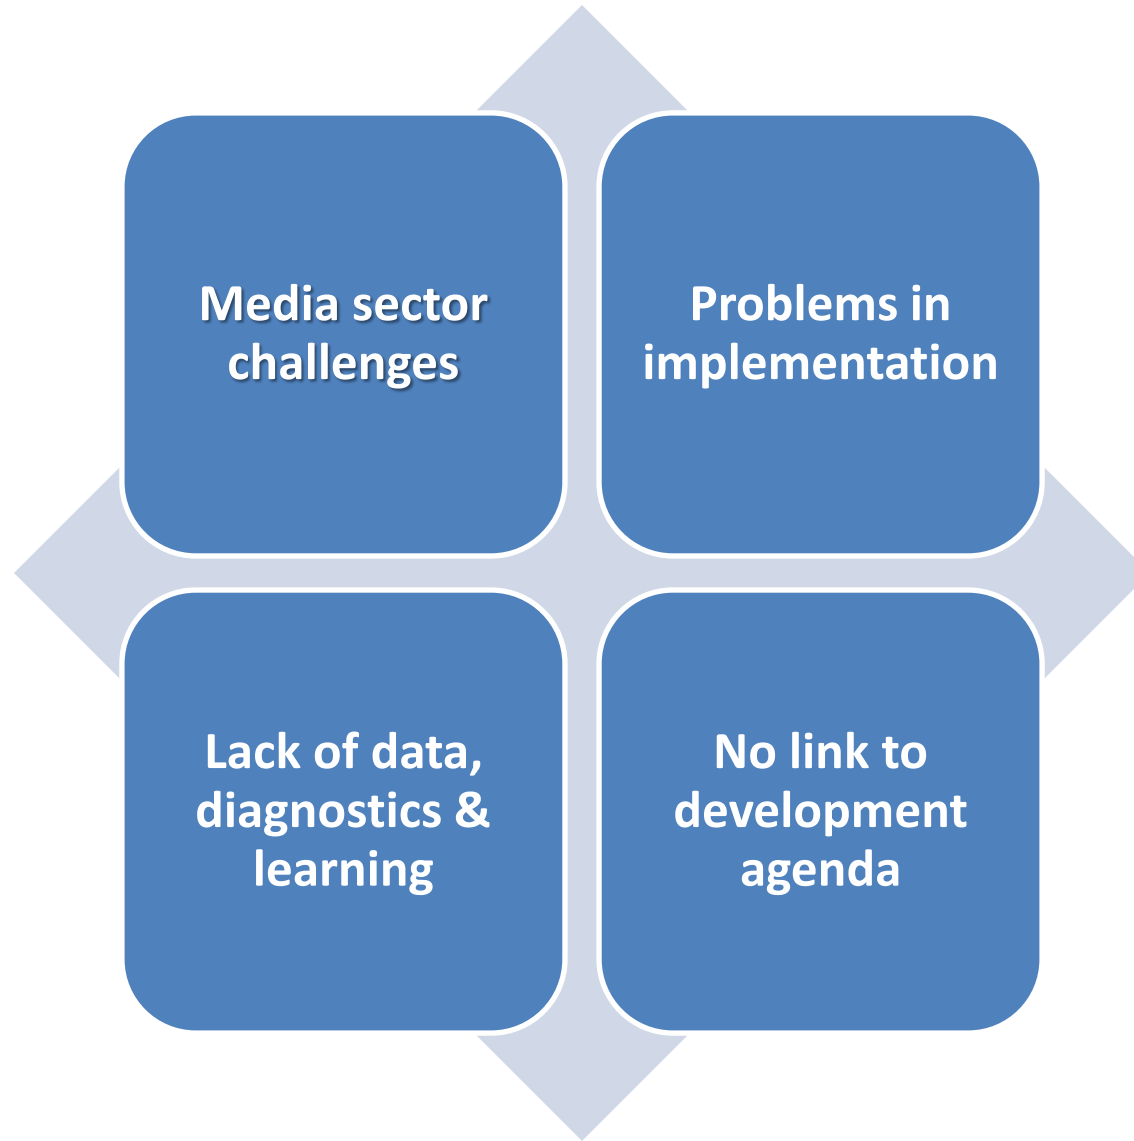 Media sector
challenges
Problems in
implementation
Lack of data,
diagnostics &
learning
No link to
development
agenda